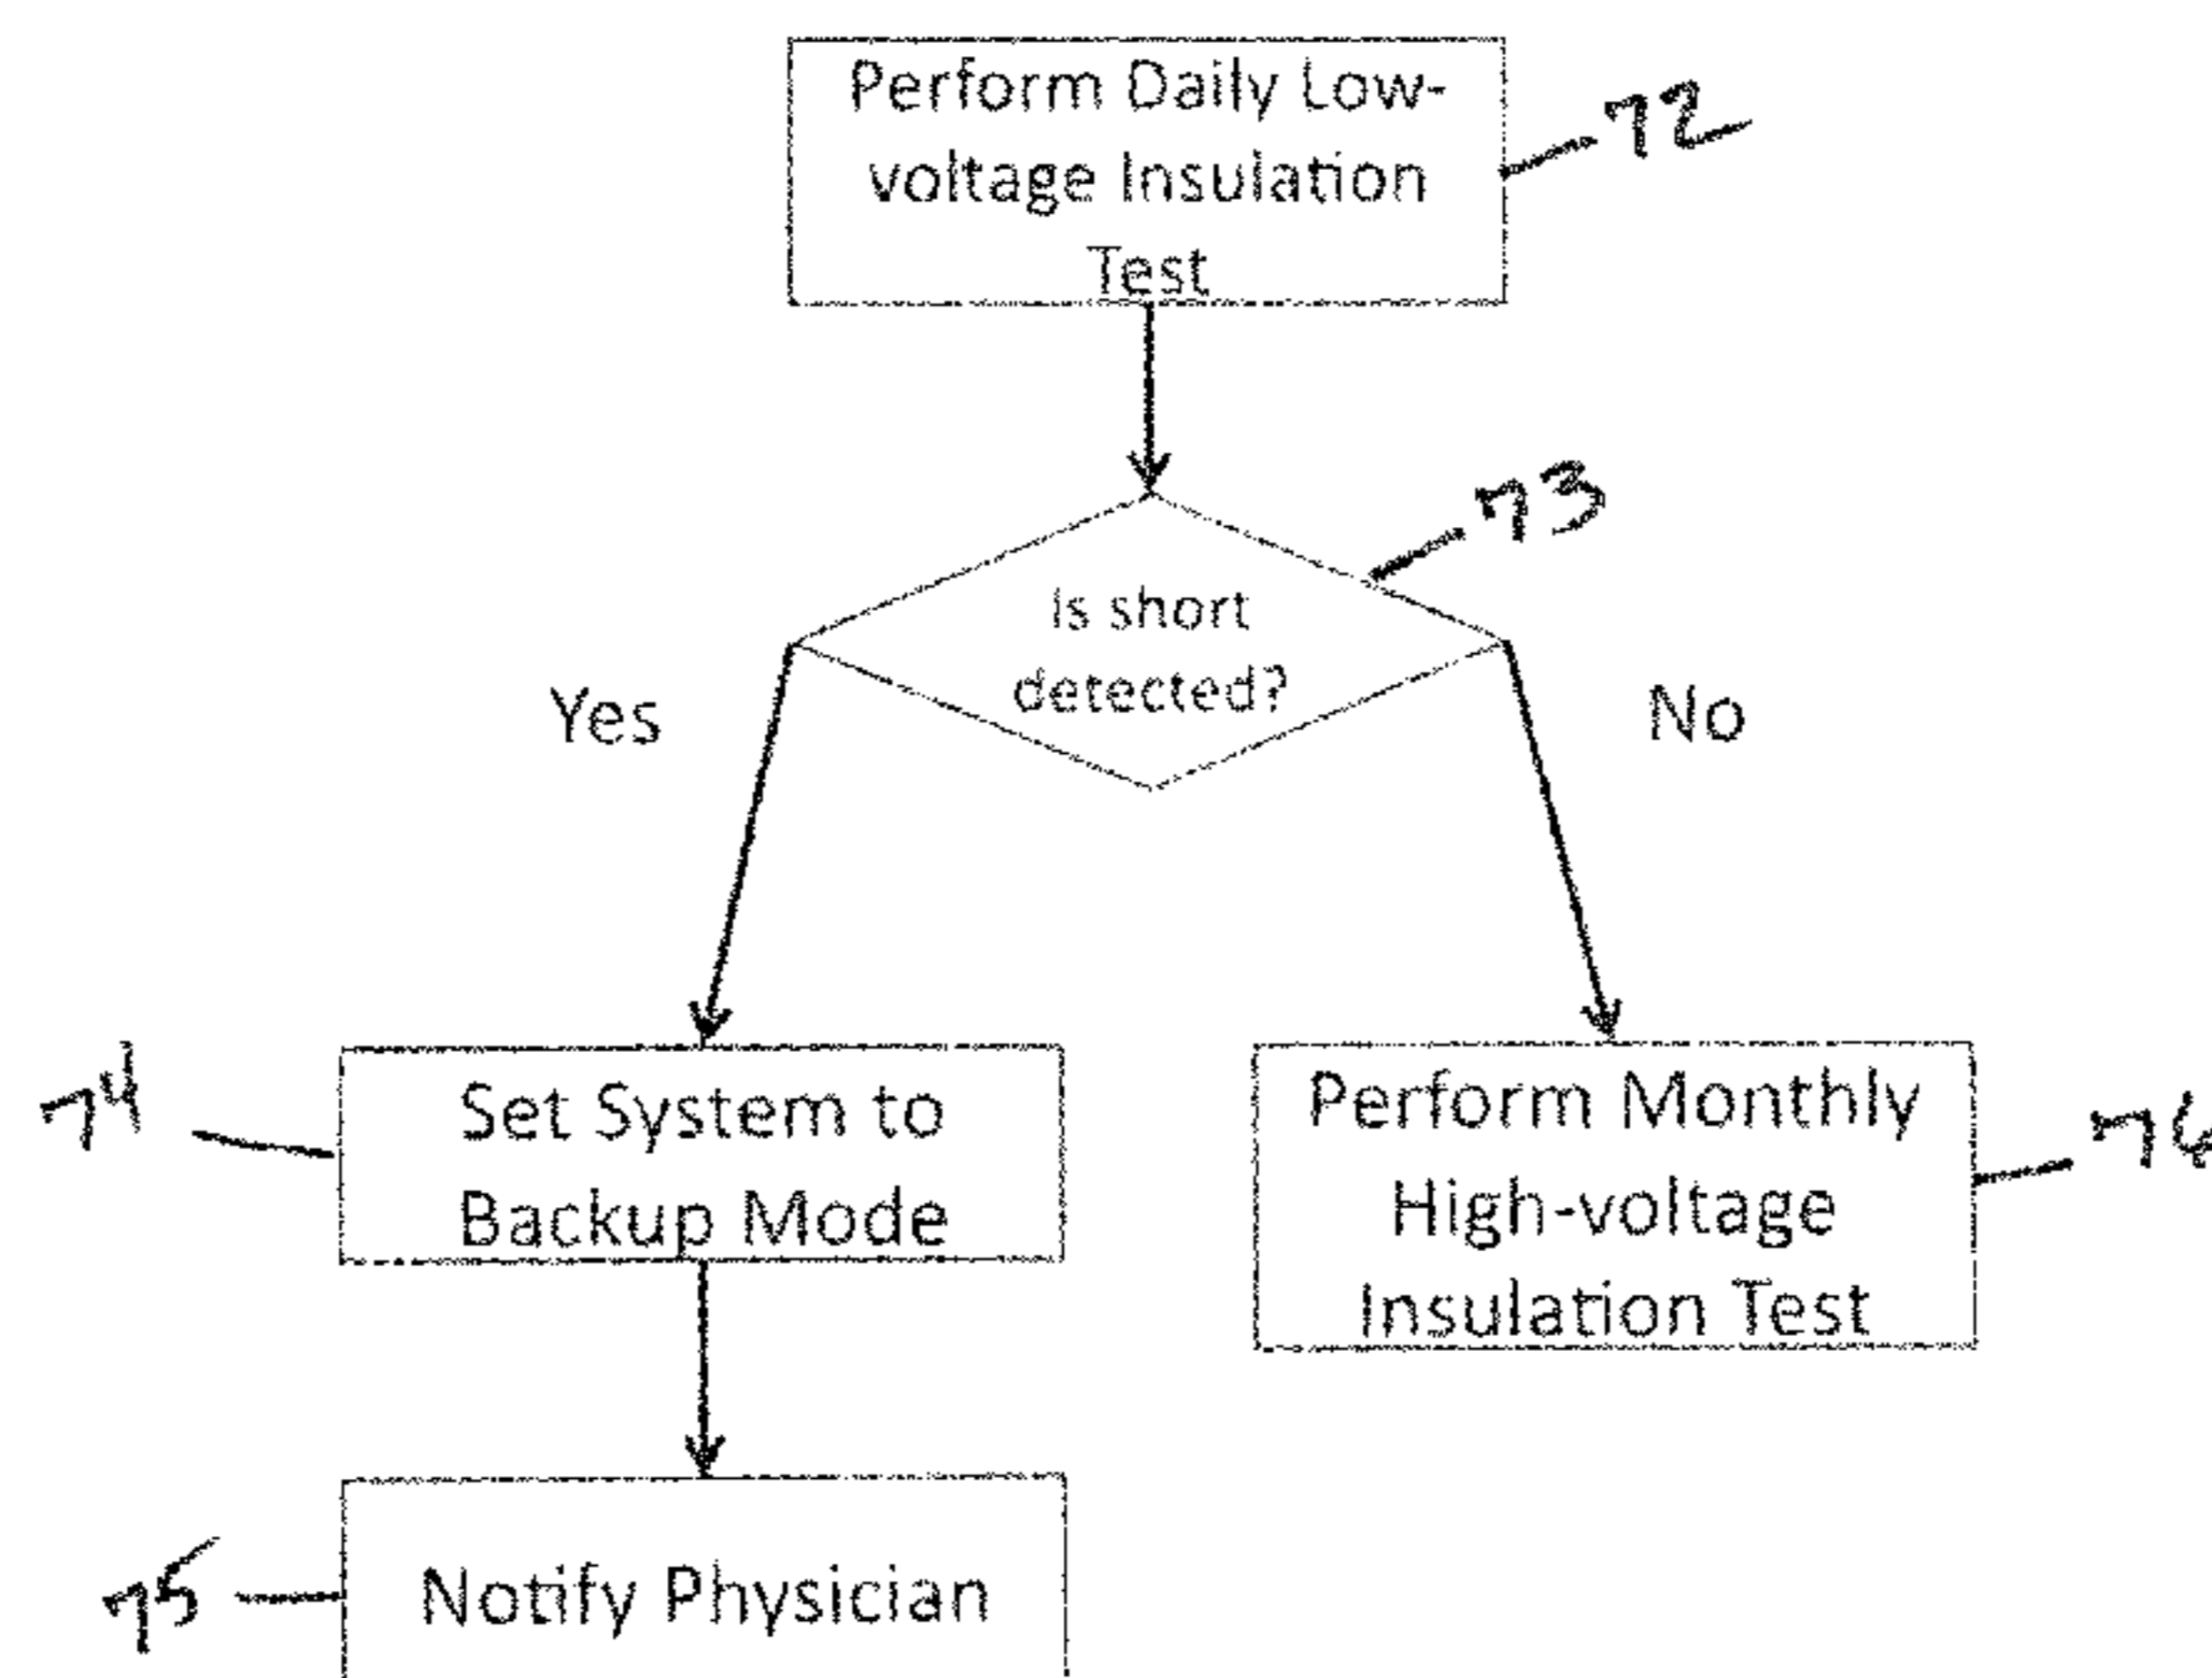 Perform Daily Low-
voltage Insulation
Test
72
73
Is short
detected?
Yes
No
74
Set System to
Backup Mode
Perform Monthly
High-voltage
Insulation Test
76
75
Notify Physician